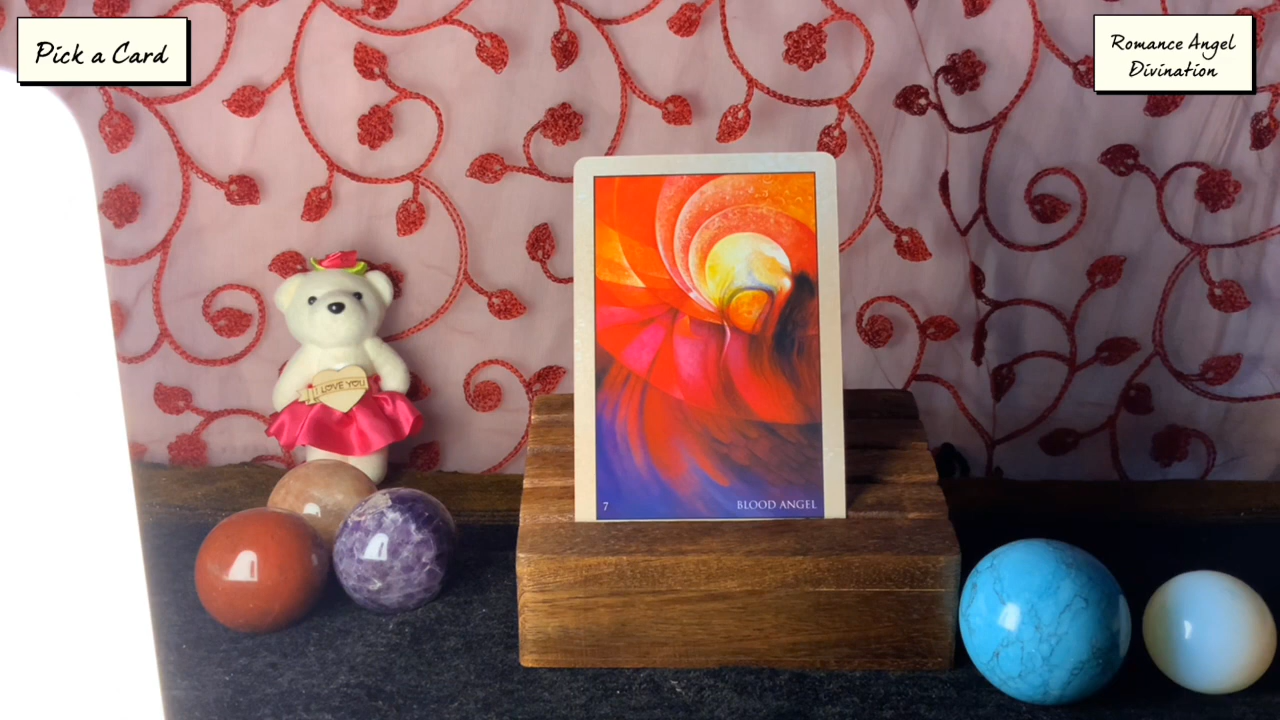 Pick a Card
Romance Angel
Divination
I LOVE YOU
7
BLOOD ANGEL